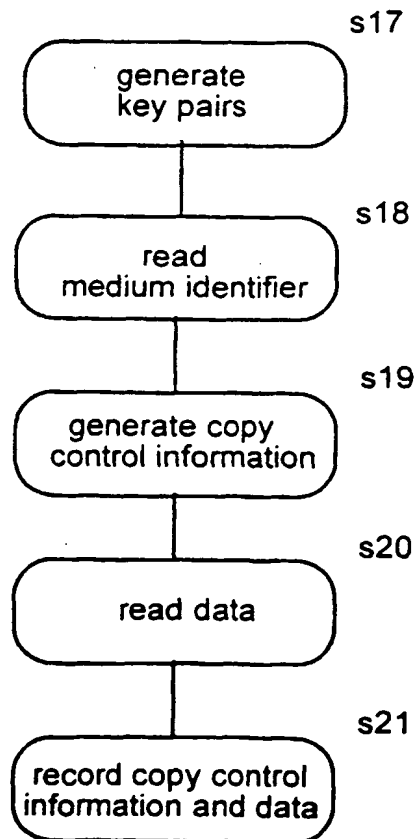 s17
generate
key pairs
s18
read
medium identifier
s19
generate copy
control information
s20
read data
s21
record copy control
information and data